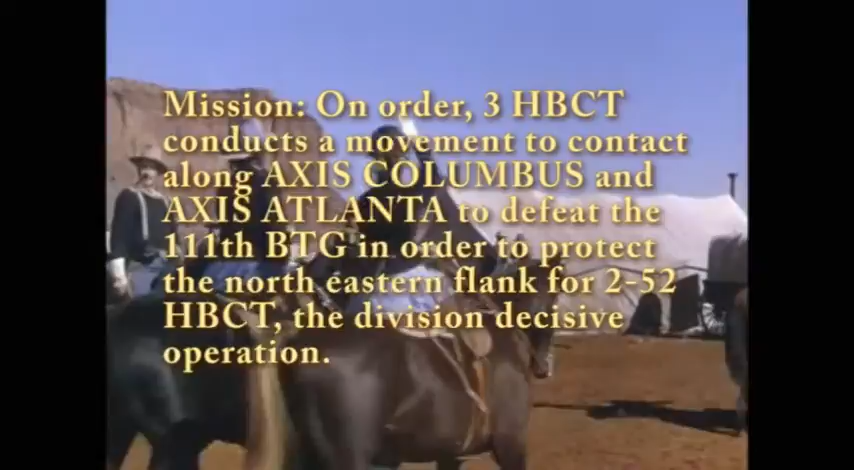 Mission: On order, 3 HBCT
conducts a movement to contact
along AXIS COLUMBUS and
AXIS ATLANTA to defeat the
111th BTG in order to protect
the north eastern flank for 2-52
HBCT, the division decisive
operation.